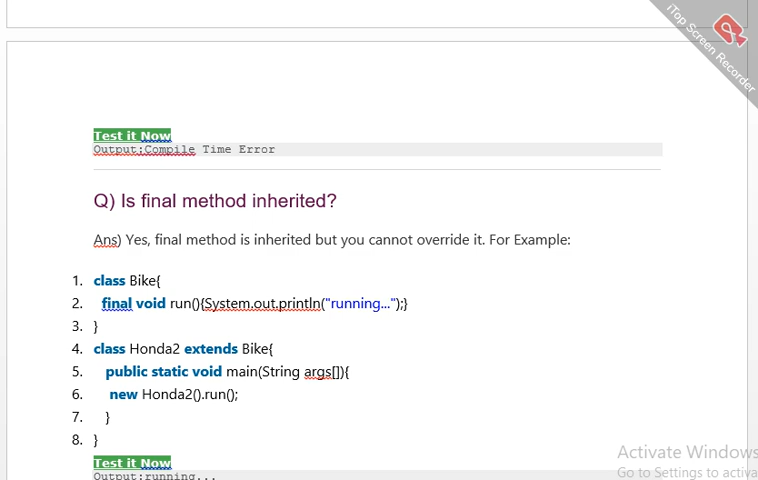 iTop Screen Recorder
Test it Now
Output:Compile Time Error
Q) Is final method inherited?
Ans) Yes, final method is inherited but you cannot override it. For Example:
1. class Bike{
2. final void run(){System.out.println("running...");}
3. }
4. class Honda2 extends Bike{
5. public static void main(String args[]){
6. new Honda2().run();
7. }
8. }
Test it Now
Output:running...
Activate Windows
Go to Settings to activa